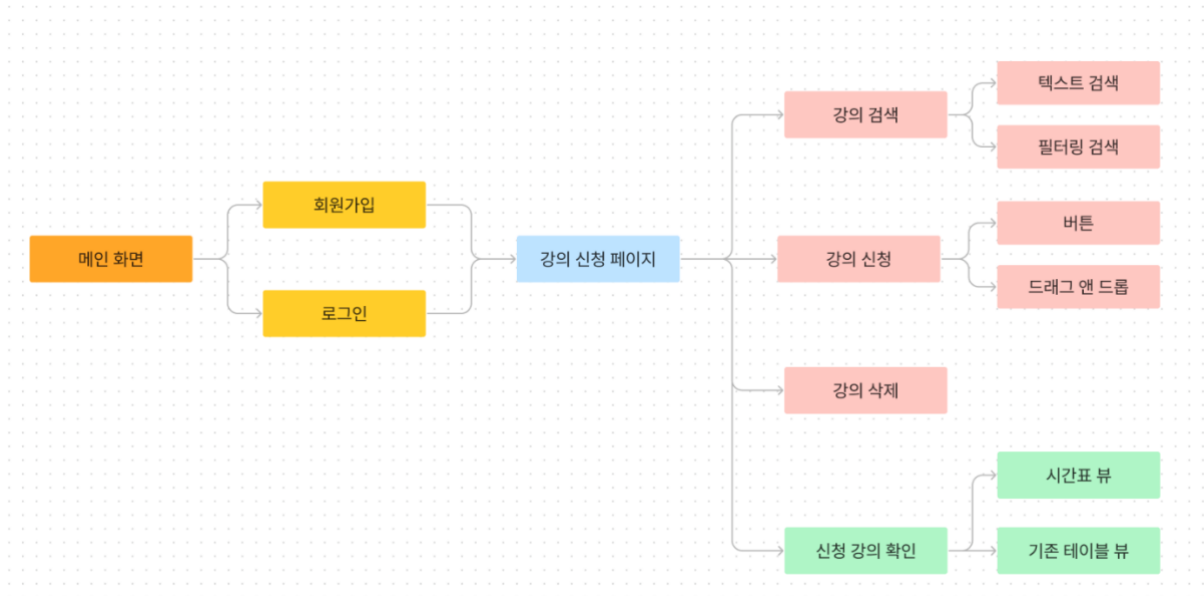 메인 화면
회원가입
로그인
강의 신청 페이지
강의 검색
텍스트 검색
필터링 검색
강의 신청
버튼
드래그 앤 드롭
강의 삭제
신청 강의 확인
시간표 뷰
기존 테이블 뷰